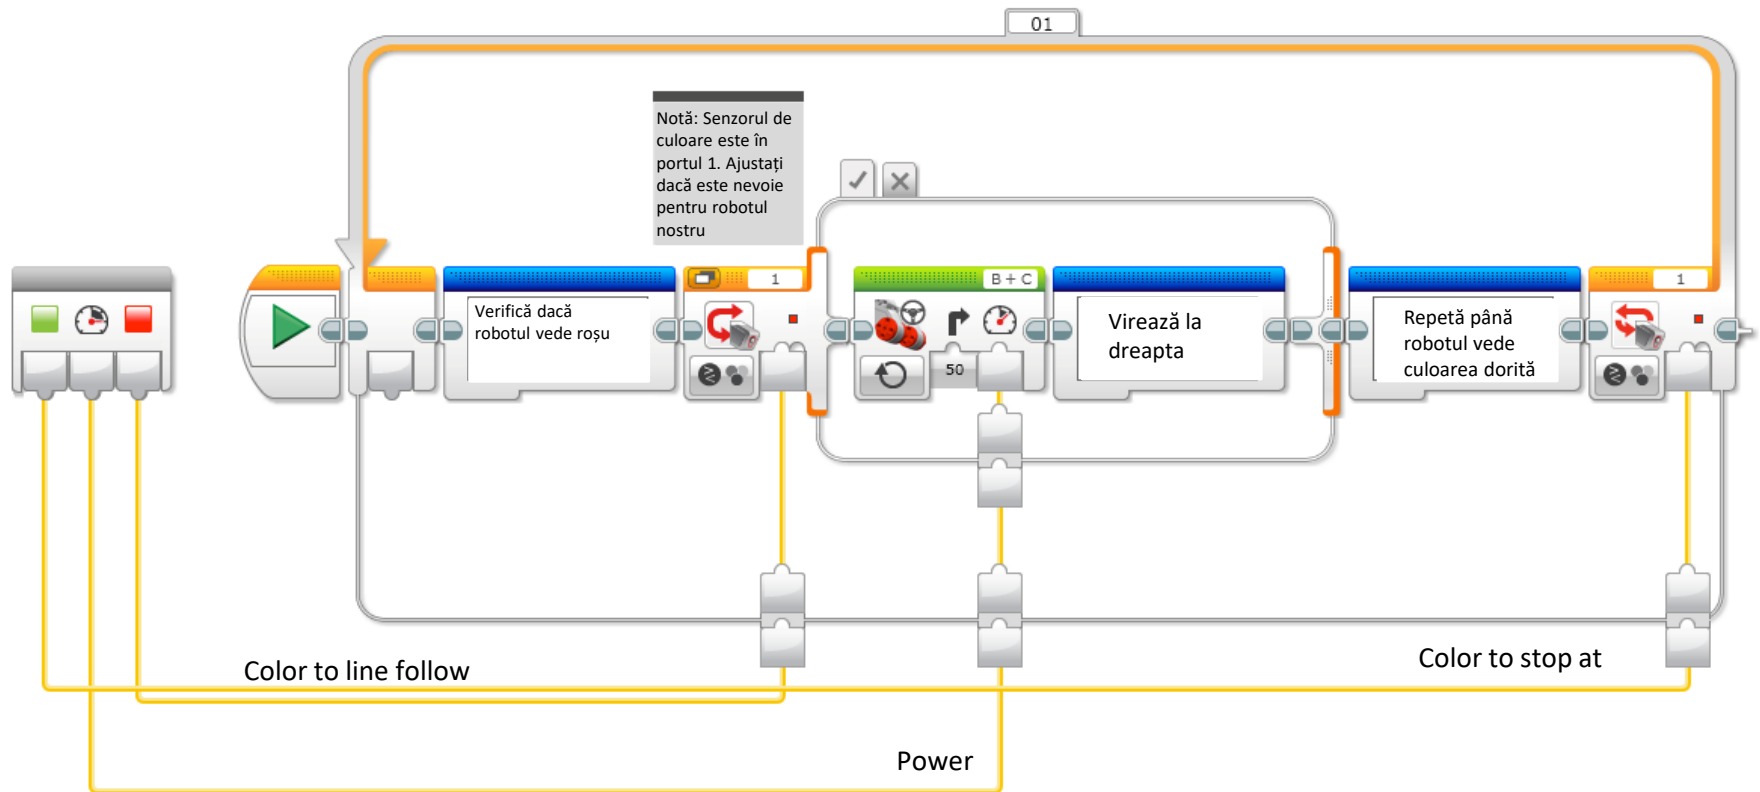 01
Notă: Senzorul de
culoare este în
portul 1. Ajustați
dacă este nevoie
pentru robotul
nostru
1
B + C
1
Verifică dacă
robotul vede roșu
Virează la
dreapta
Repetă până
robotul vede
culoarea dorită
50
Color to line follow
Color to stop at
Power